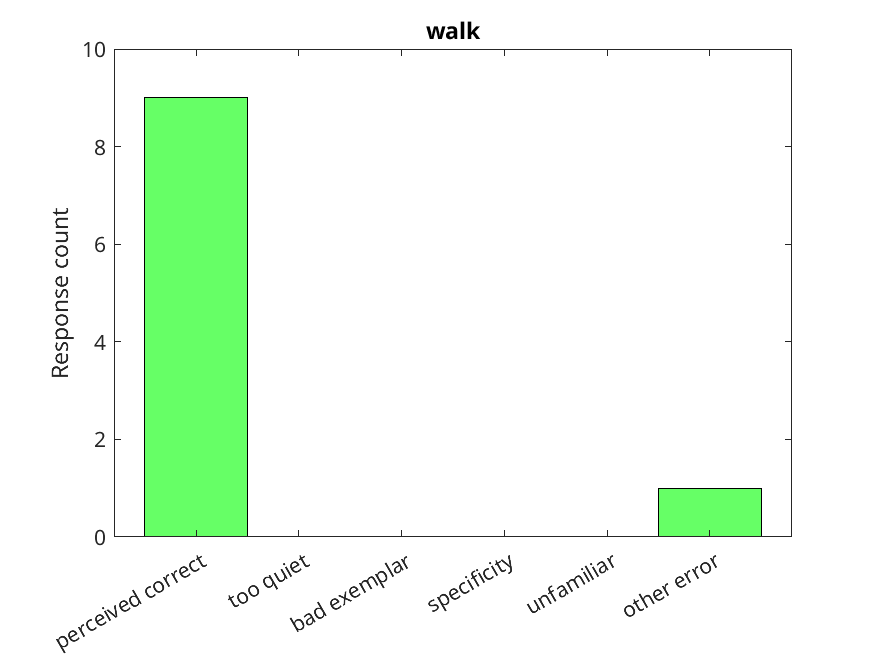 walk
10
8
6
4
2
0
Response count
perceived correct
too quiet
bad exemplar
specificity
unfamiliar
other error